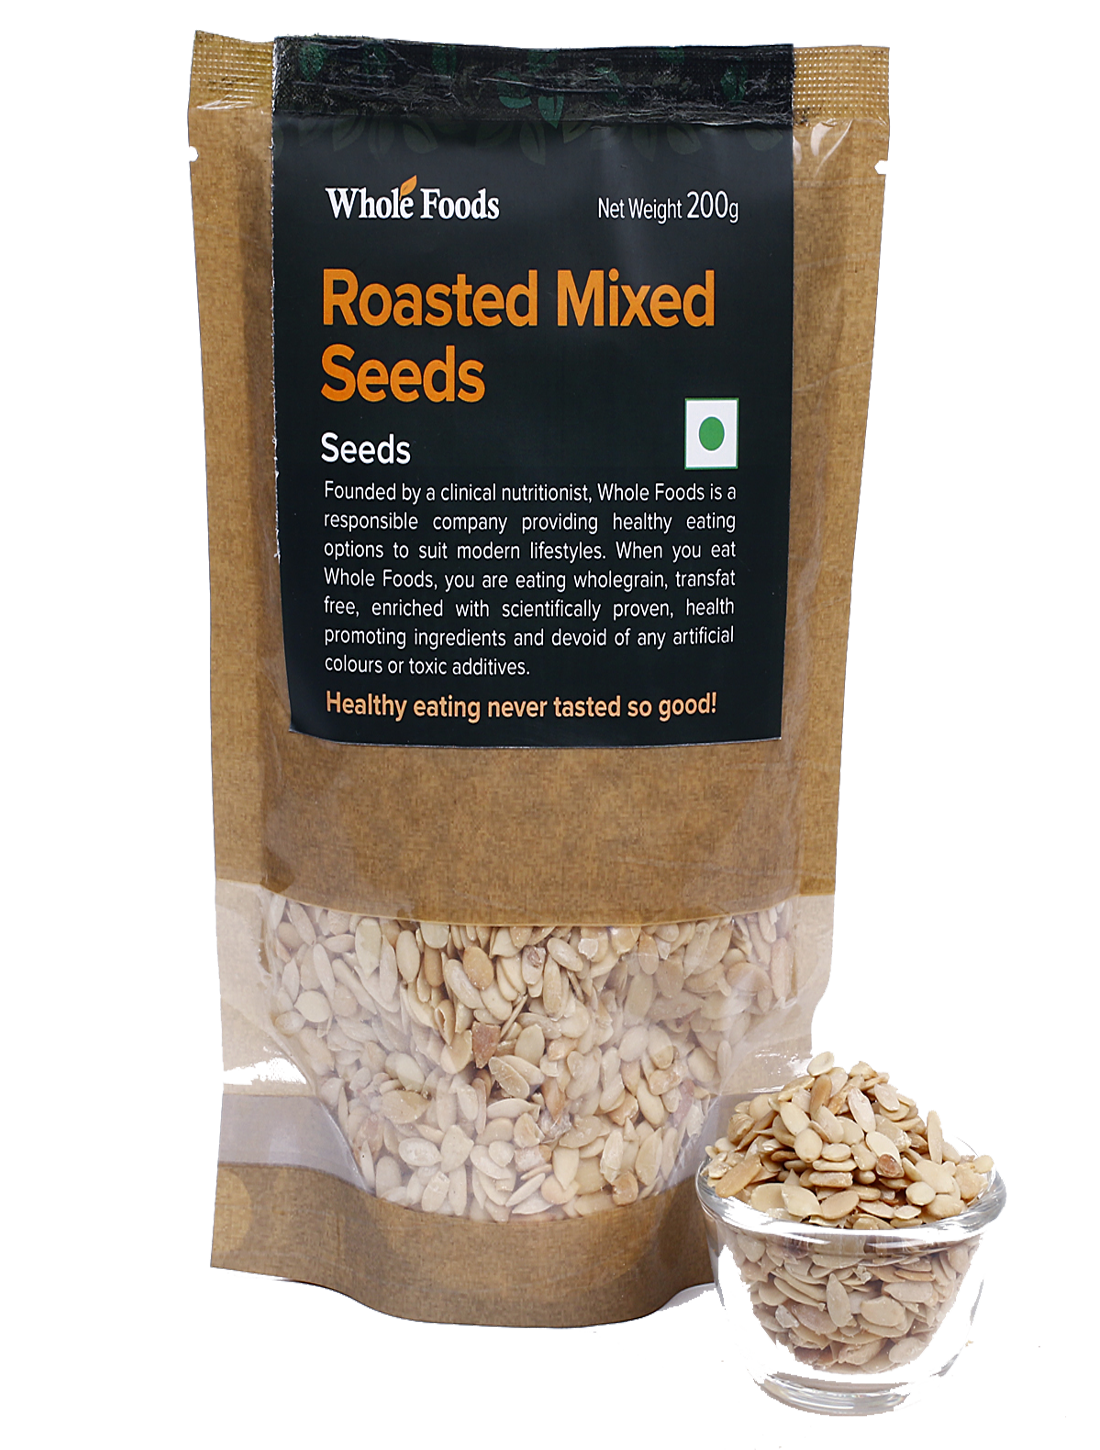 Whole Foods
Net Weight 200g
Roasted Mixed
Seeds
Seeds
Founded by a clinical nutritionist, Whole Foods is a
responsible company providing healthy eating
options to suit modern lifestyles. When you eat
Whole Foods, you are eating wholegrain, transfat
free, enriched with scientifically proven, health
promoting ingredients and devoid of any artificial
colours or toxic additives.
Healthy eating never tasted so good!